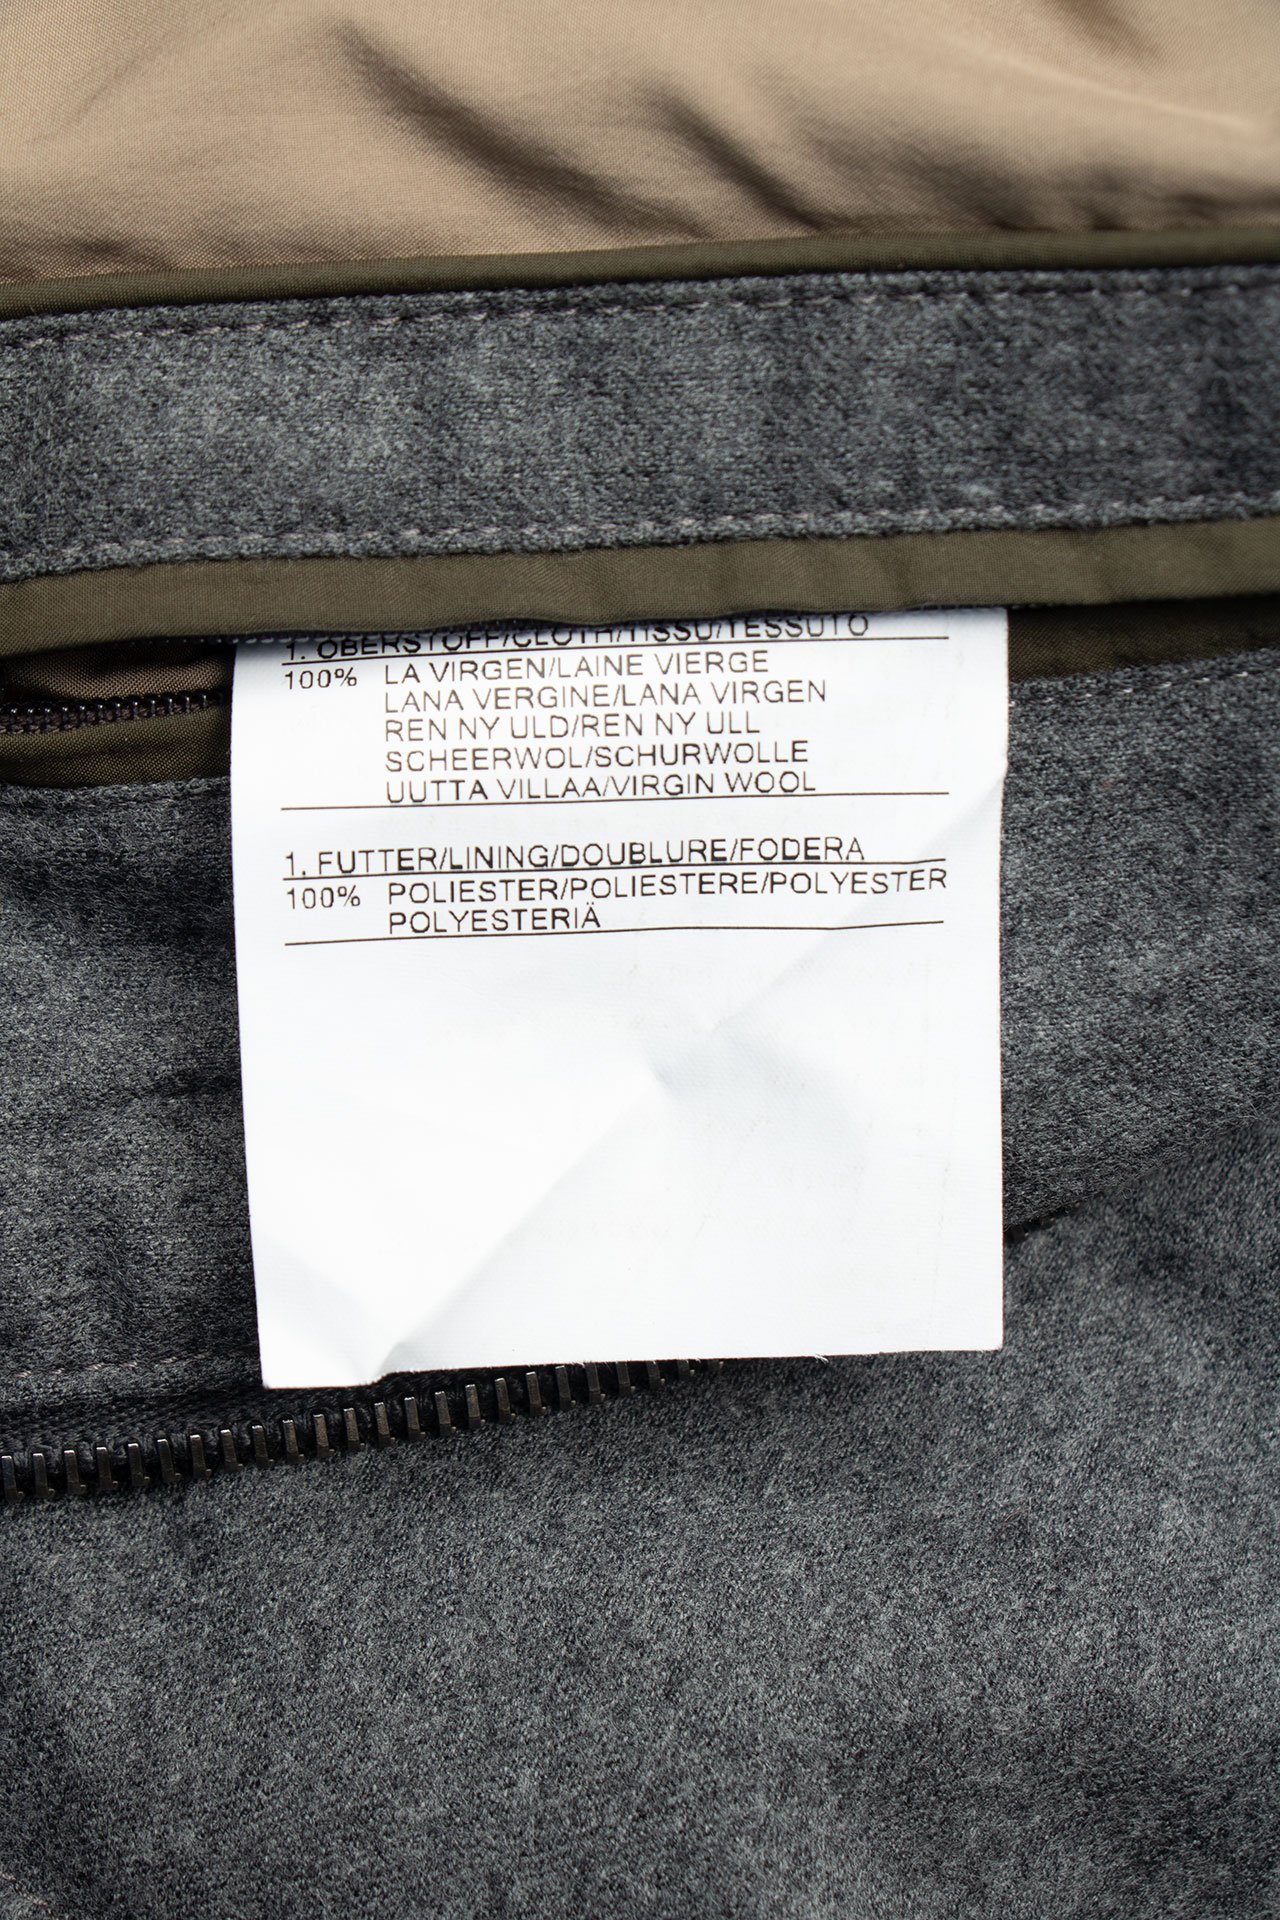 1. OBERSTOFF/CLOTH/TISSU/TESSUTO
100% LA VIRGEN/LAINE VIERGE
LANA VERGINE/LANA VIRGEN
REN NY ULD/REN NY ULL
SCHEERWOL/SCHURWOLLE
UUTTA VILLAA/VIRGIN WOOL
1. FUTTER/LINING/DOUBLURE/FODERA
100% POLIESTER/POLIESTERE/POLYESTER
POLYESTERIÄ